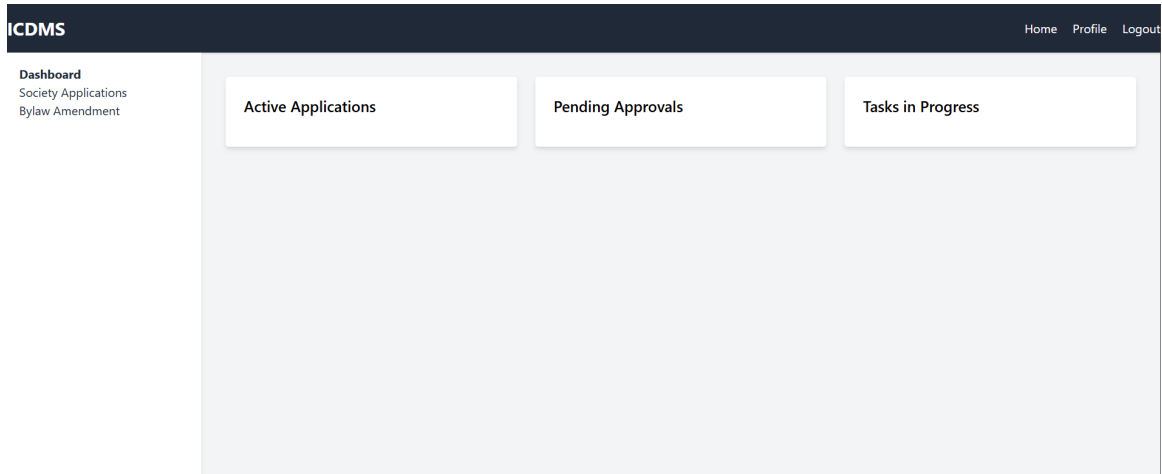 ICDMS
Home Profile Logout
Dashboard
Society Applications
Bylaw Amendment
Active Applications
Pending Approvals
Tasks in Progress